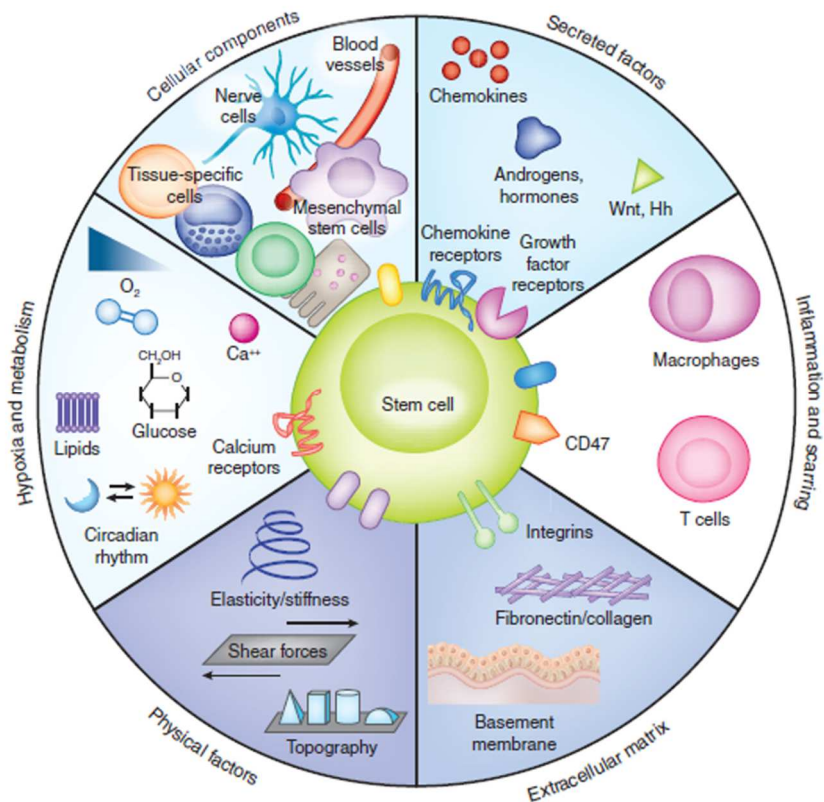 Cellular components
Blood
vessels
Nerve
cells
Tissue-specific
cells
Mesenchymal
stem cells
Secreted factors
Chemokines
Androgens,
hormones
Wnt, Hh
Chemokine
receptors
Growth
factor
receptors
Inflammation and scarring
Macrophages
CD47
T cells
Hypoxia and metabolism
O2
Ca++
CH2OH
O
Glucose
Lipids
Calcium
receptors
Circadian
rhythm
Stem cell
Physical factors
Elasticity/stiffness
Shear forces
Topography
Extracellular matrix
Integrins
Fibronectin/collagen
Basement
membrane